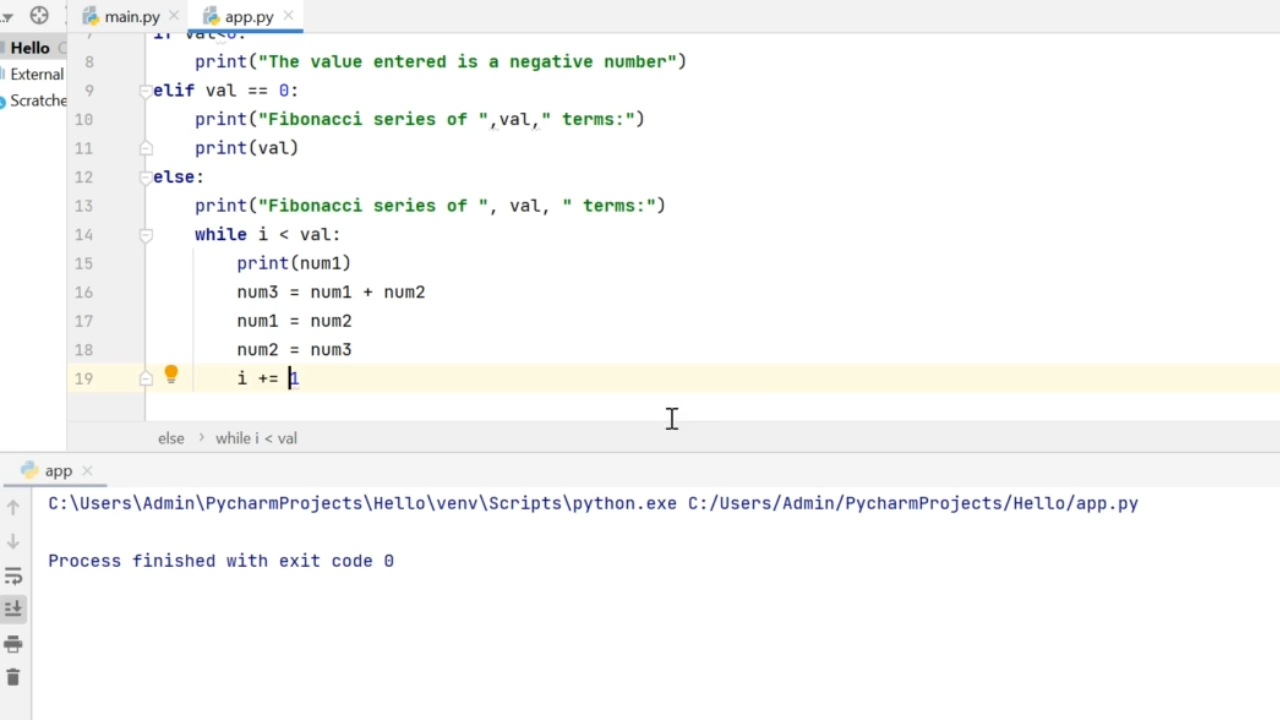 main.py
app.py
Hello
External
Scratche
7 if val<0:
8 print("The value entered is a negative number")
9 elif val == 0:
10 print("Fibonacci series of ",val," terms:")
11 print(val)
12 else:
13 print("Fibonacci series of ", val, " terms:")
14 while i < val:
15 print(num1)
16 num3 = num1 + num2
17 num1 = num2
18 num2 = num3
19 i += 1
else › while i < val
app
C:\Users\Admin\PycharmProjects\Hello\venv\Scripts\python.exe C:/Users/Admin/PycharmProjects/Hello/app.py
Process finished with exit code 0